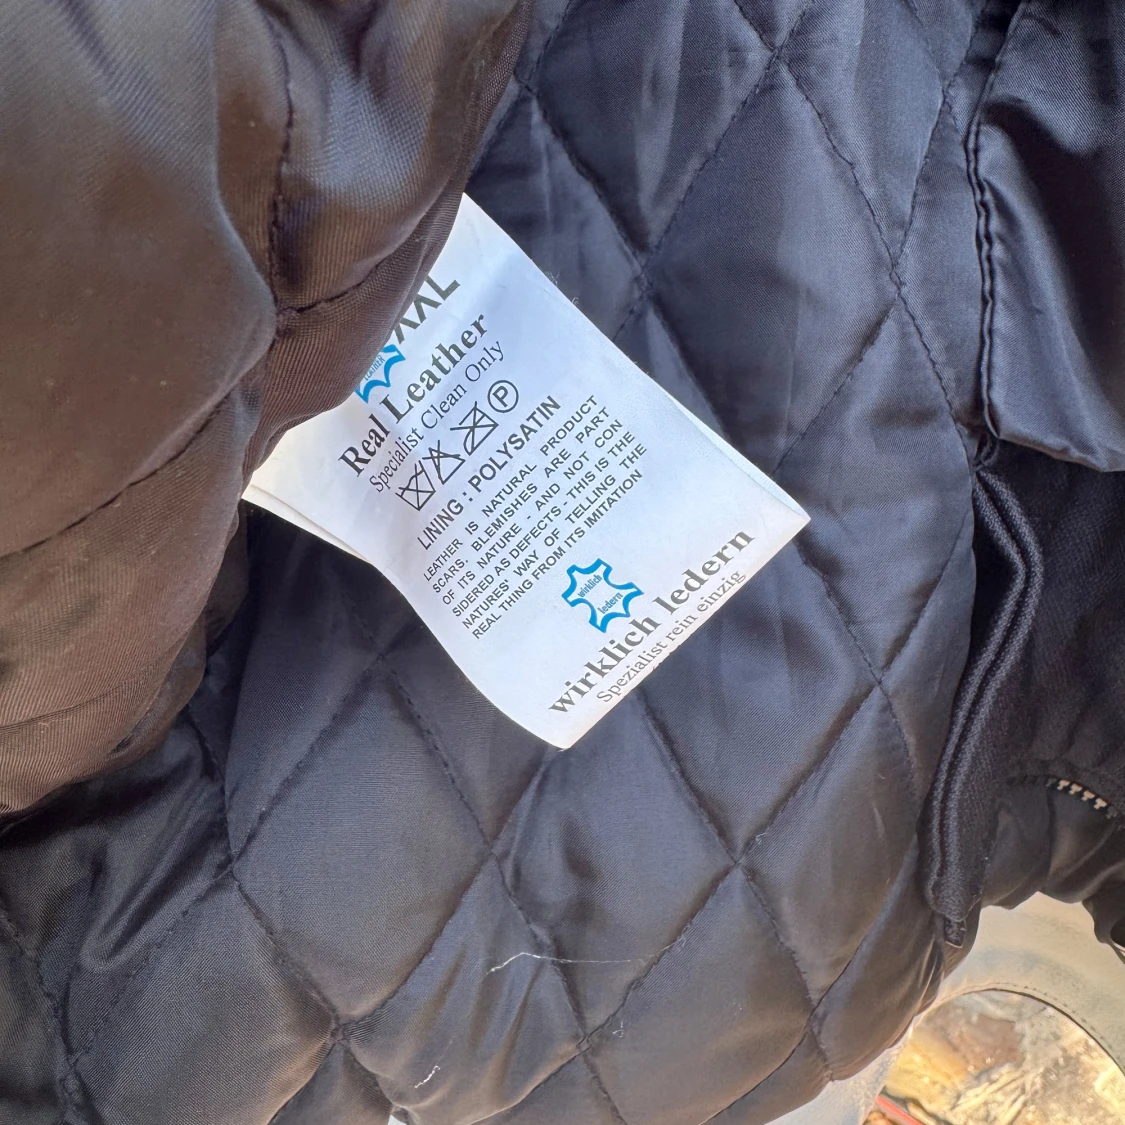 XXL
LEATHER
Real Leather
Specialist Clean Only
P
LINING : POLYSATIN
LEATHER IS NATURAL PRODUCT
SCARS. BLEMISHES ARE PART
OF ITS NATURE - AND NOT CON
SIDERED AS DEFECTS - THIS IS THE
NATURES' WAY OF TELLING THE
REAL THING FROM ITS IMITATION
wirklich
ledern
wirklich ledern
Spezialist rein einzig